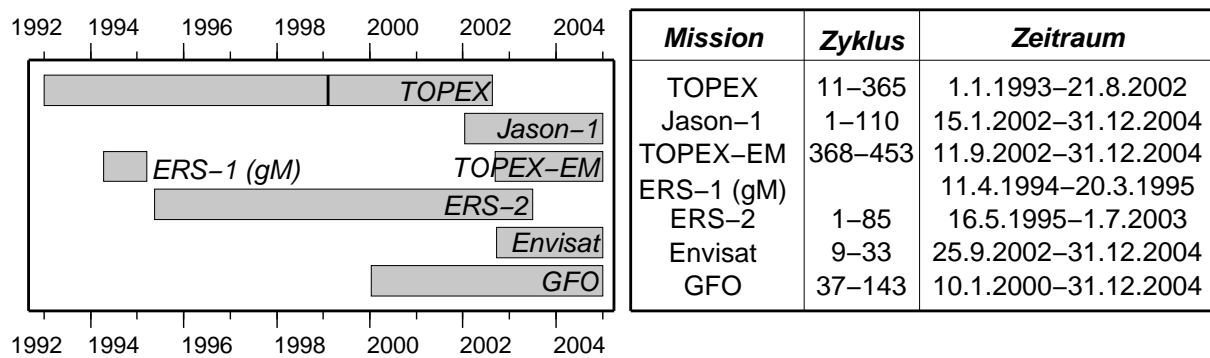 1992 1994 1996 1998 2000 2002 2004
TOPEX
Jason−1
ERS−1 (gM) TOPEX−EM
ERS−2
Envisat
GFO
1992 1994 1996 1998 2000 2002 2004
Mission Zyklus Zeitraum
TOPEX 11−365 1.1.1993−21.8.2002
Jason−1 1−110 15.1.2002−31.12.2004
TOPEX−EM 368−453 11.9.2002−31.12.2004
ERS−1 (gM) 11.4.1994−20.3.1995
ERS−2 1−85 16.5.1995−1.7.2003
Envisat 9−33 25.9.2002−31.12.2004
GFO 37−143 10.1.2000−31.12.2004